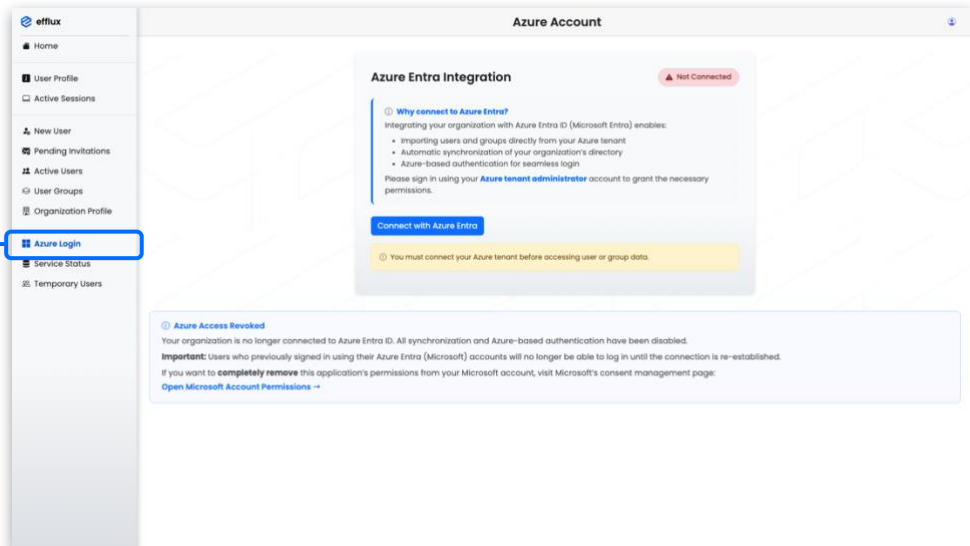 efflux
Azure Account
Home
User Profile
Active Sessions
New User
Pending Invitations
Active Users
User Groups
Organization Profile
Azure Login
Service Status
Temporary Users
Azure Entra Integration
Not Connected
Why connect to Azure Entra?
Integrating your organization with Azure Entra ID (Microsoft Entra) enables:
• Importing users and groups directly from your Azure tenant
• Automatic synchronization of your organization's directory
• Azure-based authentication for seamless login
Please sign in using your Azure tenant administrator account to grant the necessary
permissions.
Connect with Azure Entra
You must connect your Azure tenant before accessing user or group data.
Azure Access Revoked
Your organization is no longer connected to Azure Entra ID. All synchronization and Azure-based authentication have been disabled.
Important: Users who previously signed in using their Azure Entra (Microsoft) accounts will no longer be able to log in until the connection is re-established.
If you want to completely remove this application's permissions from your Microsoft account, visit Microsoft's consent management page:
Open Microsoft Account Permissions →